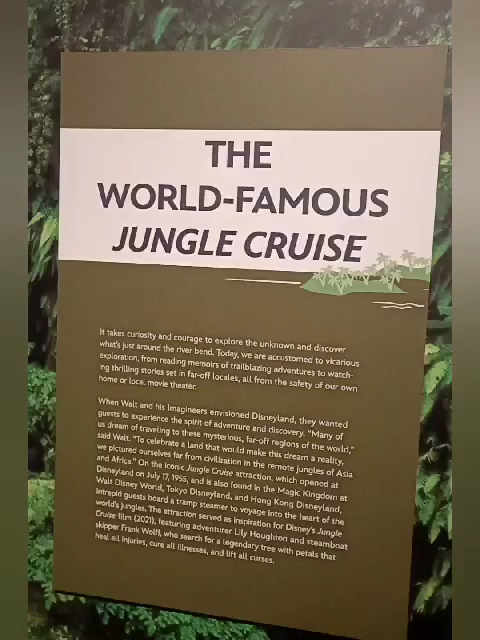 THE
WORLD-FAMOUS
JUNGLE CRUISE
It takes curiosity and courage to explore the unknown and discover
what's just around the river bend. Today, we are accustomed to vicarious
exploration, from reading memoirs of trailblazing adventures to watch-
ing thrilling stories set in far-off locales, all from the safety of our own
home or local movie theater.
When Walt and his Imagineers envisioned Disneyland, they wanted
guests to experience the spirit of adventure and discovery. "Many of
us dream of traveling to these mysterious, far-off regions of the world,"
said Walt. "To celebrate a land that would make this dream a reality,
we pictured ourselves far from civilization in the remote jungles of Asia
and Africa." On the iconic Jungle Cruise attraction, which opened at
Disneyland on July 17, 1955, and is also found in the Magic Kingdom at
Walt Disney World, Tokyo Disneyland, and Hong Kong Disneyland,
intrepid guests board a tramp steamer to voyage into the heart of the
world's jungles. The attraction served as inspiration for Disney's Jungle
Cruise film (2021), featuring adventurer Lily Houghton and steamboat
skipper Frank Wolff, who search for a legendary tree with petals that
heal all injuries, cure all illnesses, and lift all curses.